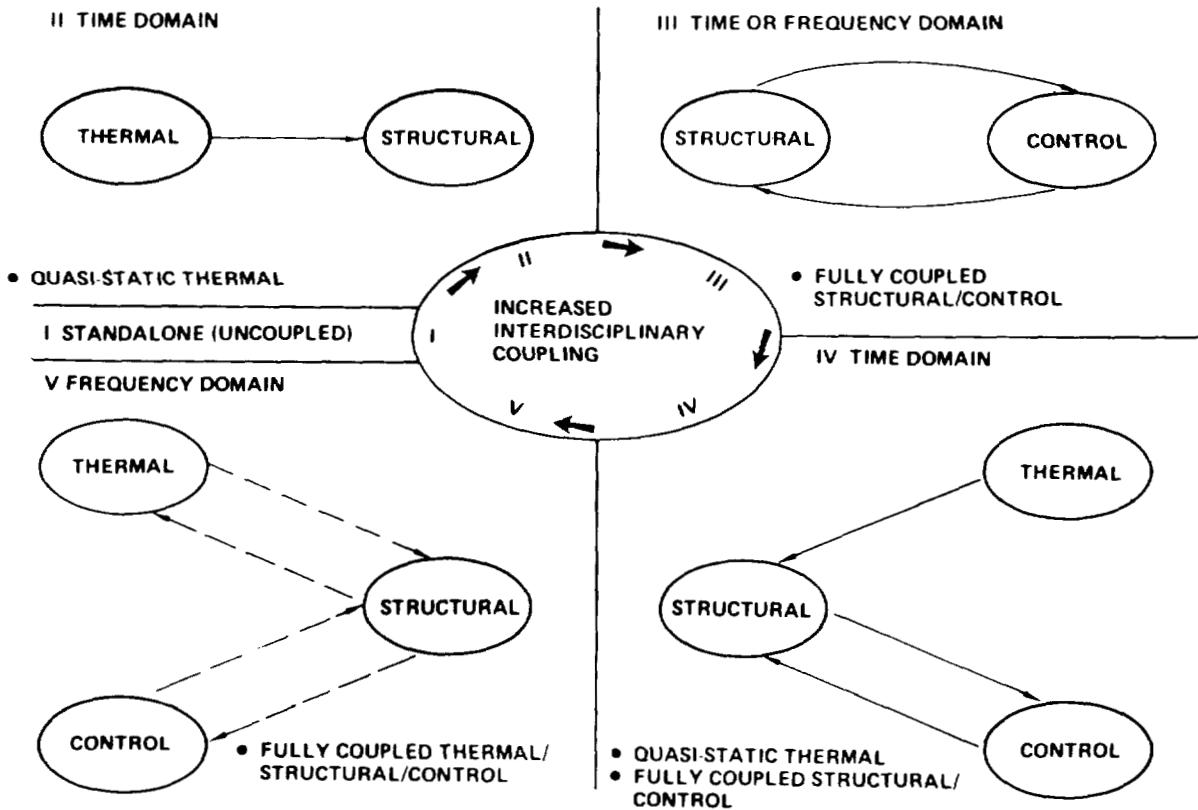 II TIME DOMAIN
THERMAL
STRUCTURAL
• QUASI-STATIC THERMAL
III TIME OR FREQUENCY DOMAIN
STRUCTURAL
CONTROL
• FULLY COUPLED
STRUCTURAL/CONTROL
I STANDALONE (UNCOUPLED)
II
III
I
INCREASED
INTERDISCIPLINARY
COUPLING
V
IV
IV TIME DOMAIN
THERMAL
STRUCTURAL
CONTROL
• QUASI-STATIC THERMAL
• FULLY COUPLED STRUCTURAL/
CONTROL
V FREQUENCY DOMAIN
THERMAL
STRUCTURAL
CONTROL
• FULLY COUPLED THERMAL/
STRUCTURAL/CONTROL